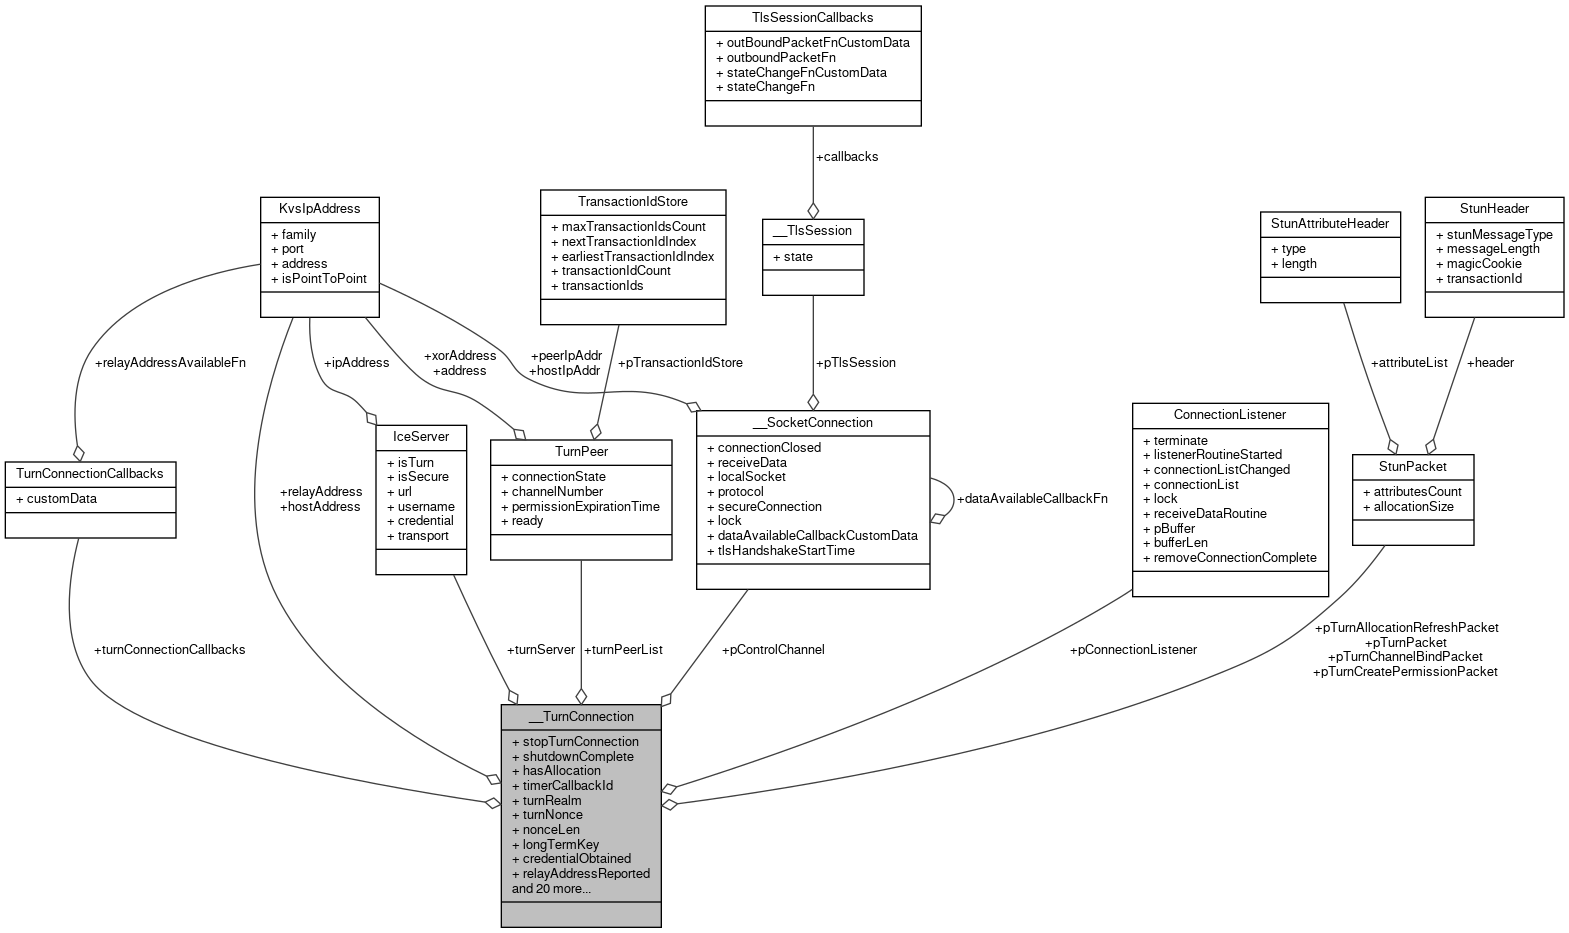 TlsSessionCallbacks
+ outBoundPacketFnCustomData
+ outboundPacketFn
+ stateChangeFnCustomData
+ stateChangeFn
+callbacks
KvsIpAddress
+ family
+ port
+ address
+ isPointToPoint
TransactionIdStore
+ maxTransactionIdsCount
+ nextTransactionIdIndex
+ earliestTransactionIdIndex
+ transactionIdCount
+ transactionIds
__TlsSession
+ state
StunAttributeHeader
+ type
+ length
StunHeader
+ stunMessageType
+ messageLength
+ magicCookie
+ transactionId
+relayAddressAvailableFn
+ipAddress
+xorAddress
+address
+peerIpAddr
+hostIpAddr
+pTransactionIdStore
+pTlsSession
+attributeList
+header
TurnConnectionCallbacks
+ customData
+relayAddress
+hostAddress
IceServer
+ isTurn
+ isSecure
+ url
+ username
+ credential
+ transport
TurnPeer
+ connectionState
+ channelNumber
+ permissionExpirationTime
+ ready
__SocketConnection
+ connectionClosed
+ receiveData
+ localSocket
+ protocol
+ secureConnection
+ lock
+ dataAvailableCallbackCustomData
+ tlsHandshakeStartTime
+dataAvailableCallbackFn
ConnectionListener
+ terminate
+ listenerRoutineStarted
+ connectionListChanged
+ connectionList
+ lock
+ receiveDataRoutine
+ pBuffer
+ bufferLen
+ removeConnectionComplete
StunPacket
+ attributesCount
+ allocationSize
+turnConnectionCallbacks
+turnServer
+turnPeerList
+pControlChannel
+pConnectionListener
+pTurnAllocationRefreshPacket
+pTurnPacket
+pTurnChannelBindPacket
+pTurnCreatePermissionPacket
__TurnConnection
+ stopTurnConnection
+ shutdownComplete
+ hasAllocation
+ timerCallbackId
+ turnRealm
+ turnNonce
+ nonceLen
+ longTermKey
+ credentialObtained
+ relayAddressReported
and 20 more...